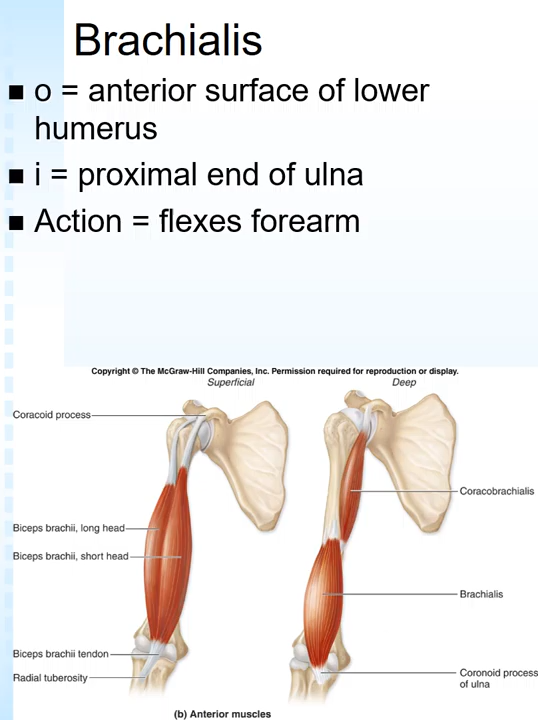 Brachialis
■ o = anterior surface of lower
humerus
■ i = proximal end of ulna
■ Action = flexes forearm
Copyright © The McGraw-Hill Companies, Inc. Permission required for reproduction or display.
Superficial
Deep
Coracoid process
Coracobrachialis
Biceps brachii, long head
Biceps brachii, short head
Brachialis
Biceps brachii tendon
Radial tuberosity
Coronoid process
of ulna
(b) Anterior muscles